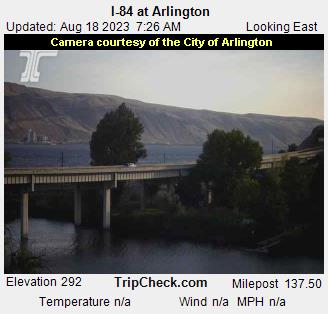 I-84 at Arlington
Updated: Aug 18 2023 7:26 AM Looking East
Camera courtesy of the City of Arlington
Elevation 292 TripCheck.com Milepost 137.50
Temperature n/a Wind n/a MPH n/a